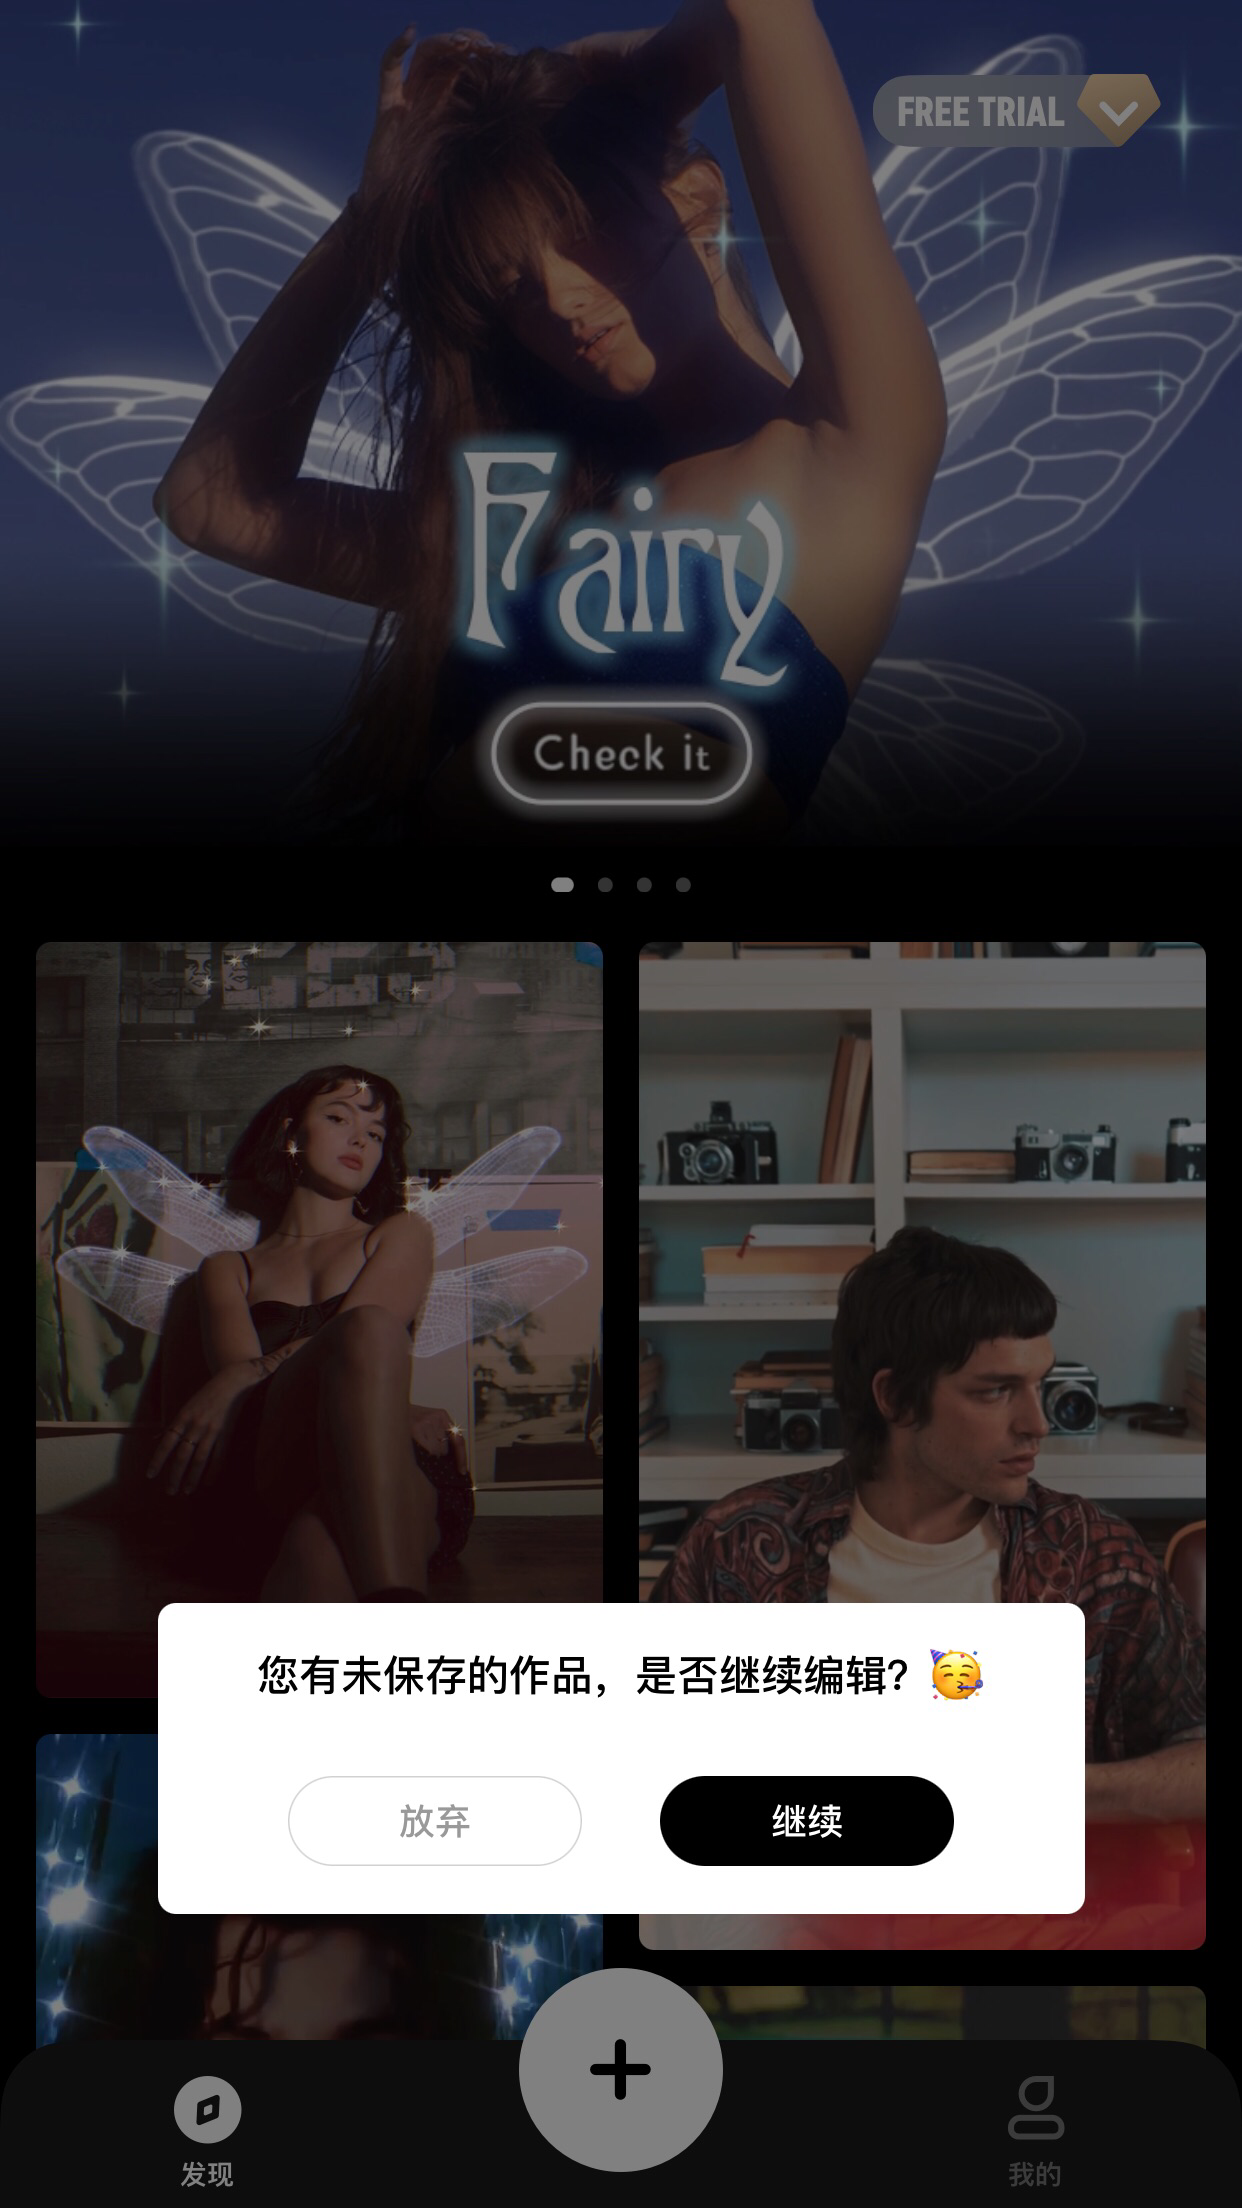 FREE TRIAL
Fairy
Check it
您有未保存的作品，是否继续编辑？🥳
放弃
继续
发现
我的